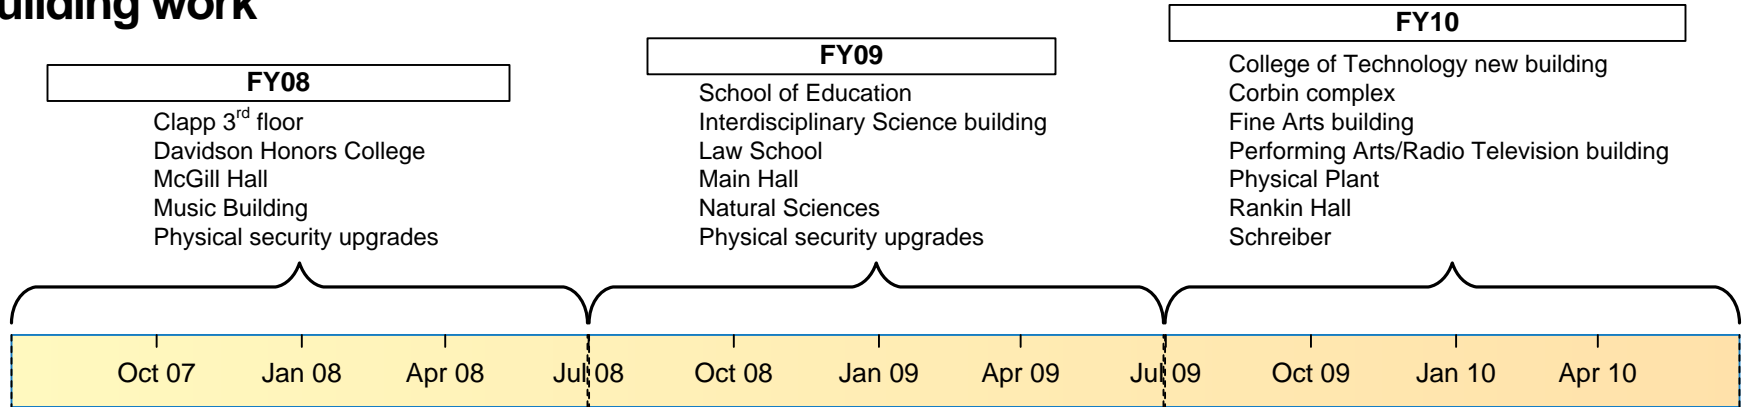 work
FY08
Clapp 3rd floor
Davidson Honors College
McGill Hall
Music Building
Physical security upgrades
FY09
School of Education
Interdisciplinary Science building
Law School
Main Hall
Natural Sciences
Physical security upgrades
FY10
College of Technology new building
Corbin complex
Fine Arts building
Performing Arts/Radio Television building
Physical Plant
Rankin Hall
Schreiber
Oct 07 Jan 08 Apr 08 Jul 08 Oct 08 Jan 09 Apr 09 Jul 09 Oct 09 Jan 10 Apr 10